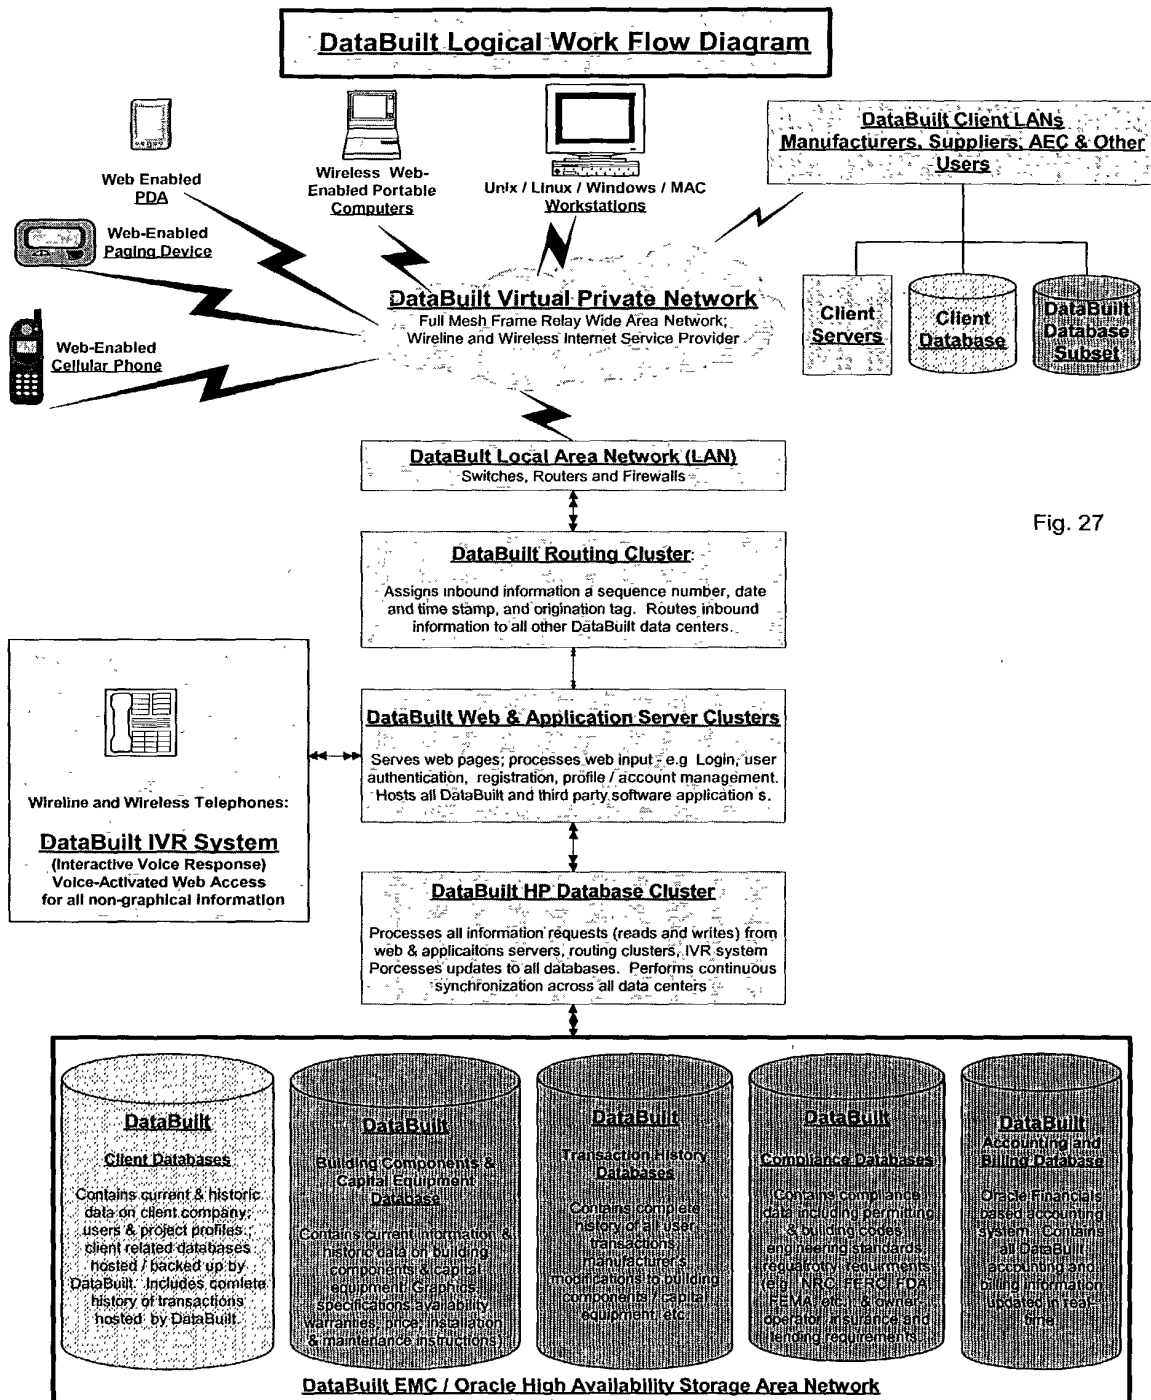 DataBuilt Logical Work Flow Diagram
Web Enabled
PDA
Wireless Web-
Enabled Portable
Computers
Unix / Linux / Windows / MAC
Workstations
DataBuilt Client LANs
Manufacturers, Suppliers, AEC & Other
Users
Web-Enabled
Paging Device
Web-Enabled
Cellular Phone
DataBuilt Virtual Private Network
Full Mesh Frame Relay Wide Area Network;
Wireline and Wireless Internet Service Provider
Client
Servers
Client
Database
DataBuilt
Database
Subset
DataBult Local Area Network (LAN)
Switches, Routers and Firewalls
Fig. 27
DataBuilt Routing Cluster
Assigns inbound information a sequence number, date
and time stamp, and origination tag. Routes inbound
information to all other DataBuilt data centers.
DataBuilt Web & Application Server Clusters
Serves web pages; processes web input - e.g Login, user
authentication, registration, profile / account management.
Hosts all DataBuilt and third party software application s.
Wireline and Wireless Telephones:
DataBuilt IVR System
(Interactive Voice Response)
Voice-Activated Web Access
for all non-graphical Information
DataBuilt HP Database Cluster
Processes all information requests (reads and writes) from
web & applicaitons servers, routing clusters, IVR system
Porcesses updates to all databases. Performs continuous
synchronization across all data centers
DataBuilt
Client Databases
Contains current & historic
data on client company,
users & project profiles,
client related databases
hosted / backed up by
DataBuilt. Includes comlete
history of transactions
hosted by DataBuilt.
DataBuilt
Building Components &
Capital Equipment
Database
Contains current information &
historic data on building
components & capital
equipment. Graphics,
specifications, availability,
warranties, price, installation
& maintenance instructions)
DataBuilt
Transaction History
Databases
Contains complete
history of all user
transactions,
manufacturer's
modifications to building
components / capital
equipment, etc.
DataBuilt
Compliance Databases
Contains compliance
data including permitting
& building codes,
engineering standards,
regualtroty requirments
(eg. NRC, FERC, FDA,
FEMA, etc.) & owner-
operator, insurance and
lending requirements.
DataBuilt
Accounting and
Billing Database
Oracle Financials
based accounting
system. Contains
all DataBuilt
accounting and
billing information
updated in real-
time.
DataBuilt EMC / Oracle High Availability Storage Area Network